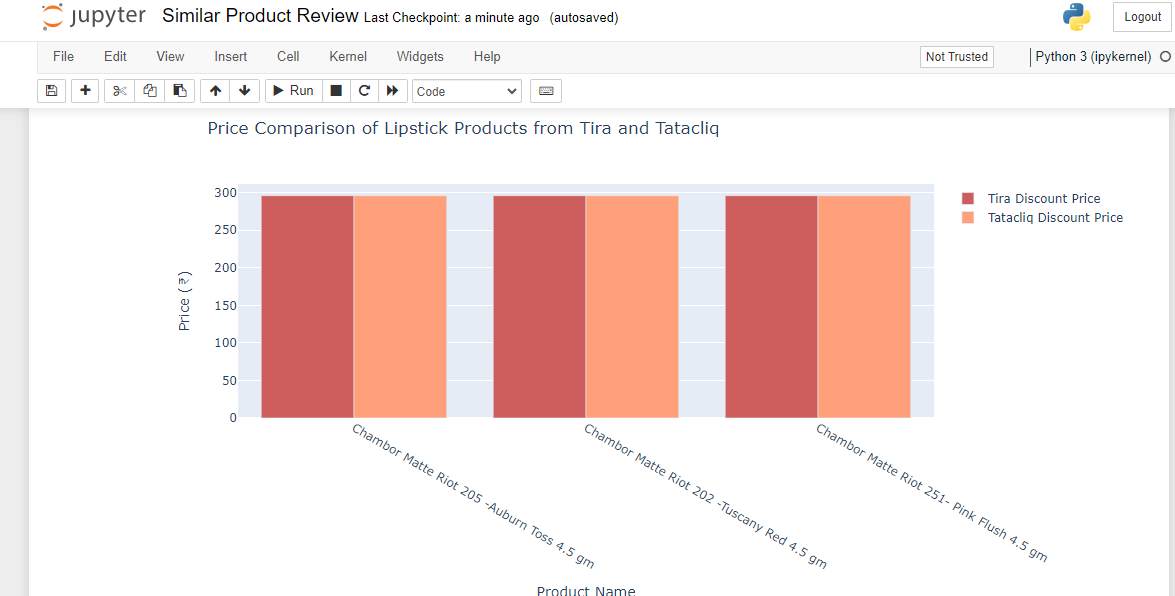 jupyter Similar Product Review Last Checkpoint: a minute ago (autosaved)
Logout
File Edit View Insert Cell Kernel Widgets Help
Not Trusted
Python 3 (ipykernel)
Run
Code
Price Comparison of Lipstick Products from Tira and Tatacliq
300
250
200
150
100
50
0
Price (₹)
Tira Discount Price
Tatacliq Discount Price
Chambor Matte Riot 205 -Auburn Toss 4.5 gm
Chambor Matte Riot 202 -Tuscany Red 4.5 gm
Chambor Matte Riot 251- Pink Flush 4.5 gm
Product Name